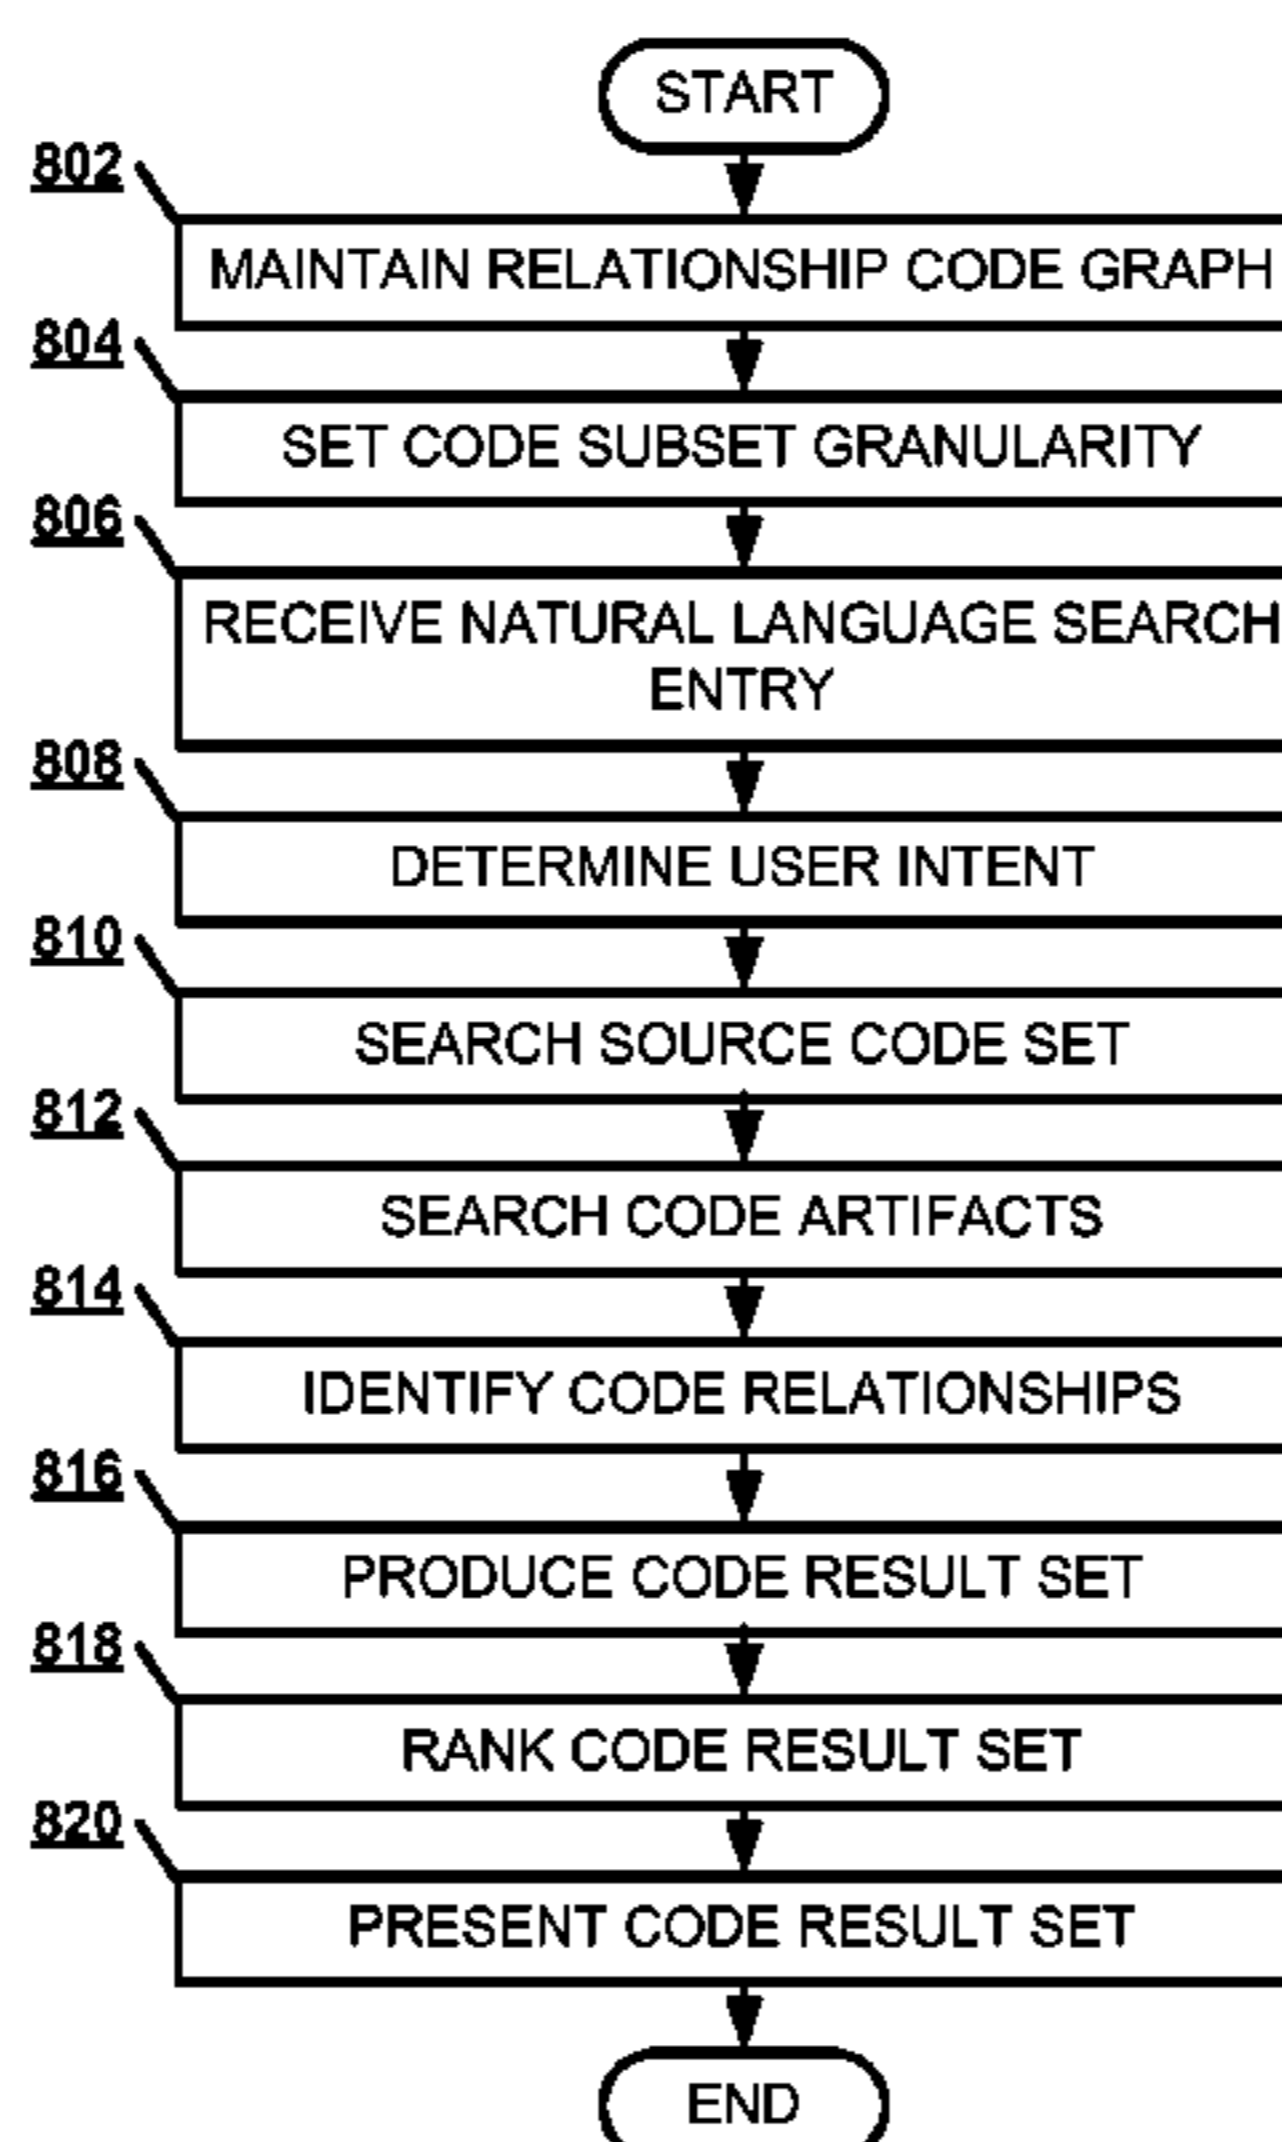 START
802
MAINTAIN RELATIONSHIP CODE GRAPH
804
SET CODE SUBSET GRANULARITY
806
RECEIVE NATURAL LANGUAGE SEARCH
ENTRY
808
DETERMINE USER INTENT
810
SEARCH SOURCE CODE SET
812
SEARCH CODE ARTIFACTS
814
IDENTIFY CODE RELATIONSHIPS
816
PRODUCE CODE RESULT SET
818
RANK CODE RESULT SET
820
PRESENT CODE RESULT SET
END